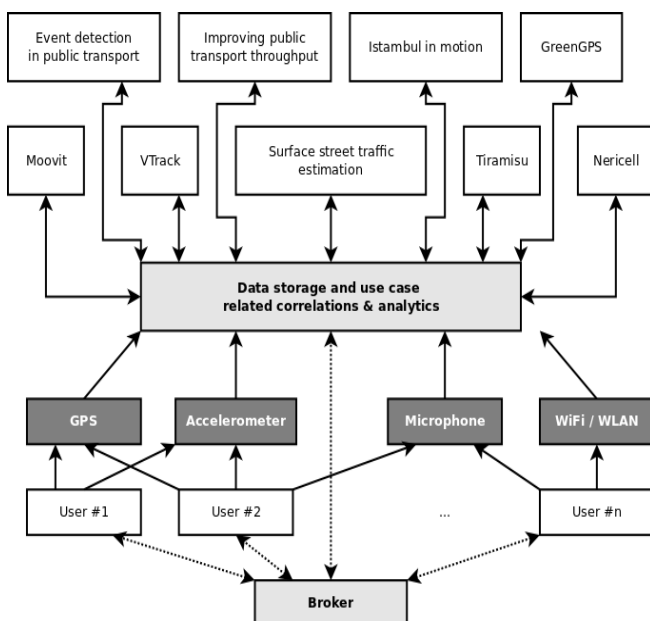 Event detection
in public transport
Improving public
transport throughput
Istambul in motion
GreenGPS
Moovit
VTrack
Surface street traffic
estimation
Tiramisu
Nericell
Data storage and use case
related correlations & analytics
GPS
Accelerometer
Microphone
WiFi / WLAN
User #1
User #2
...
User #n
Broker